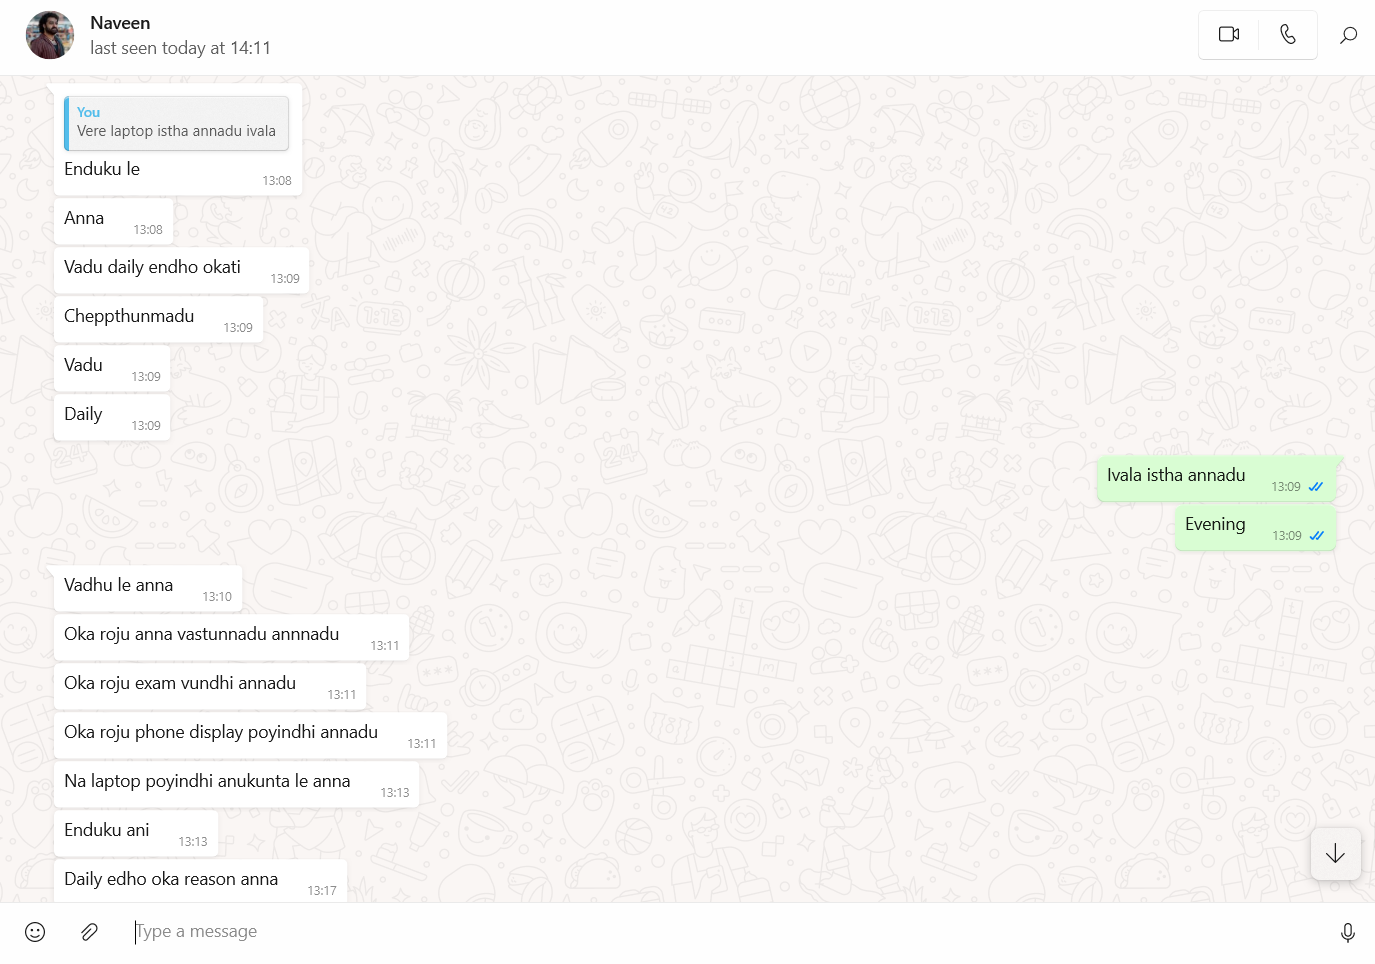 Naveen
last seen today at 14:11
You
Vere laptop istha annadu ivala
Enduku le
13:08
Anna
13:08
Vadu daily endho okati
13:09
Cheppthunmadu
13:09
Vadu
13:09
Daily
13:09
Ivala istha annadu
13:09
Evening
13:09
Vadhu le anna
13:10
Oka roju anna vastunnadu annnadu
13:11
Oka roju exam vundhi annadu
13:11
Oka roju phone display poyindhi annadu
13:11
Na laptop poyindhi anukunta le anna
13:13
Enduku ani
13:13
Daily edho oka reason anna
13:17
Type a message